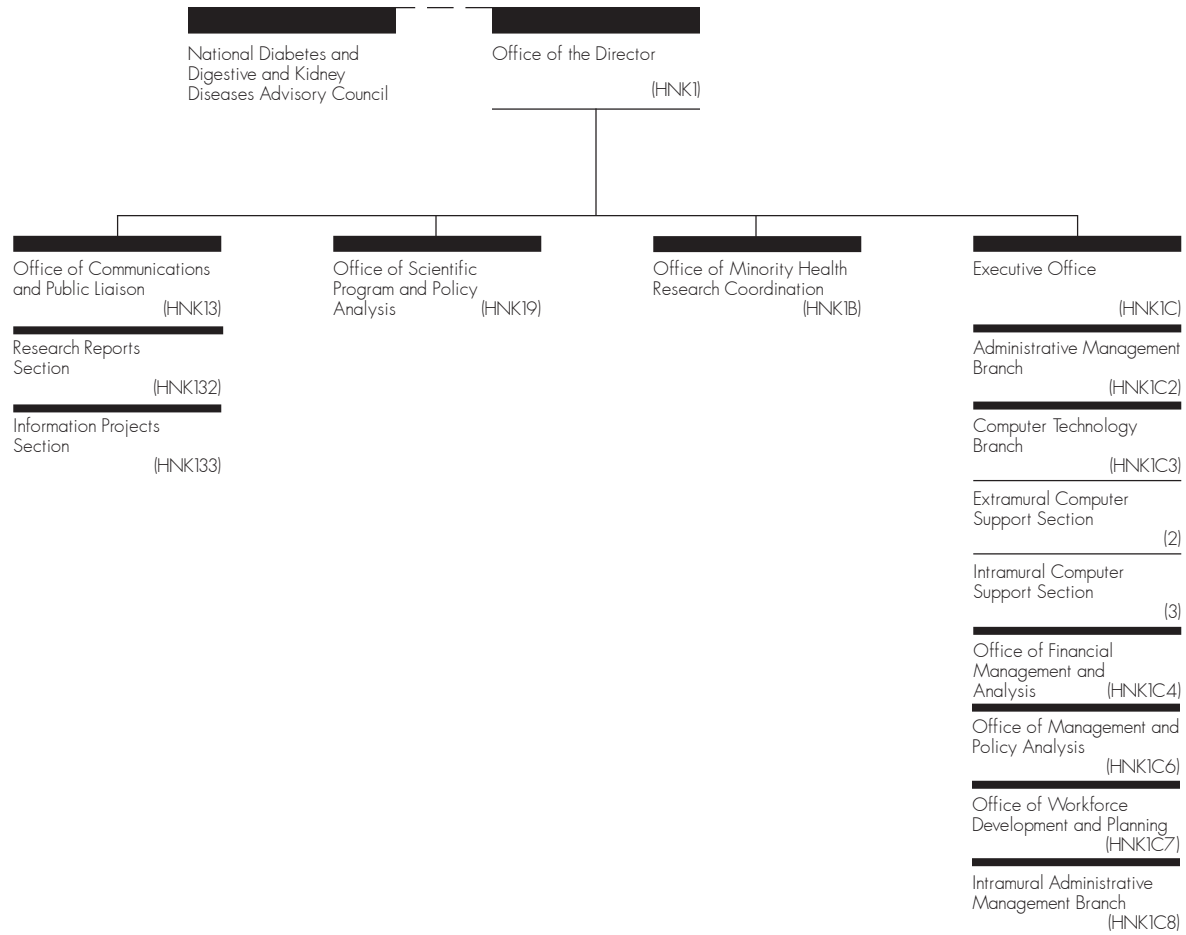 National Diabetes and
Digestive and Kidney
Diseases Advisory Council
Office of the Director
(HNK1)
Office of Communications
and Public Liaison
(HNK13)
Research Reports
Section
(HNK132)
Information Projects
Section
(HNK133)
Office of Scientific
Program and Policy
Analysis (HNK19)
Office of Minority Health
Research Coordination
(HNK1B)
Executive Office
(HNK1C)
Administrative Management
Branch
(HNK1C2)
Computer Technology
Branch
(HNK1C3)
Extramural Computer
Support Section
(2)
Intramural Computer
Support Section
(3)
Office of Financial
Management and
Analysis (HNK1C4)
Office of Management and
Policy Analysis
(HNK1C6)
Office of Workforce
Development and Planning
(HNK1C7)
Intramural Administrative
Management Branch
(HNK1C8)